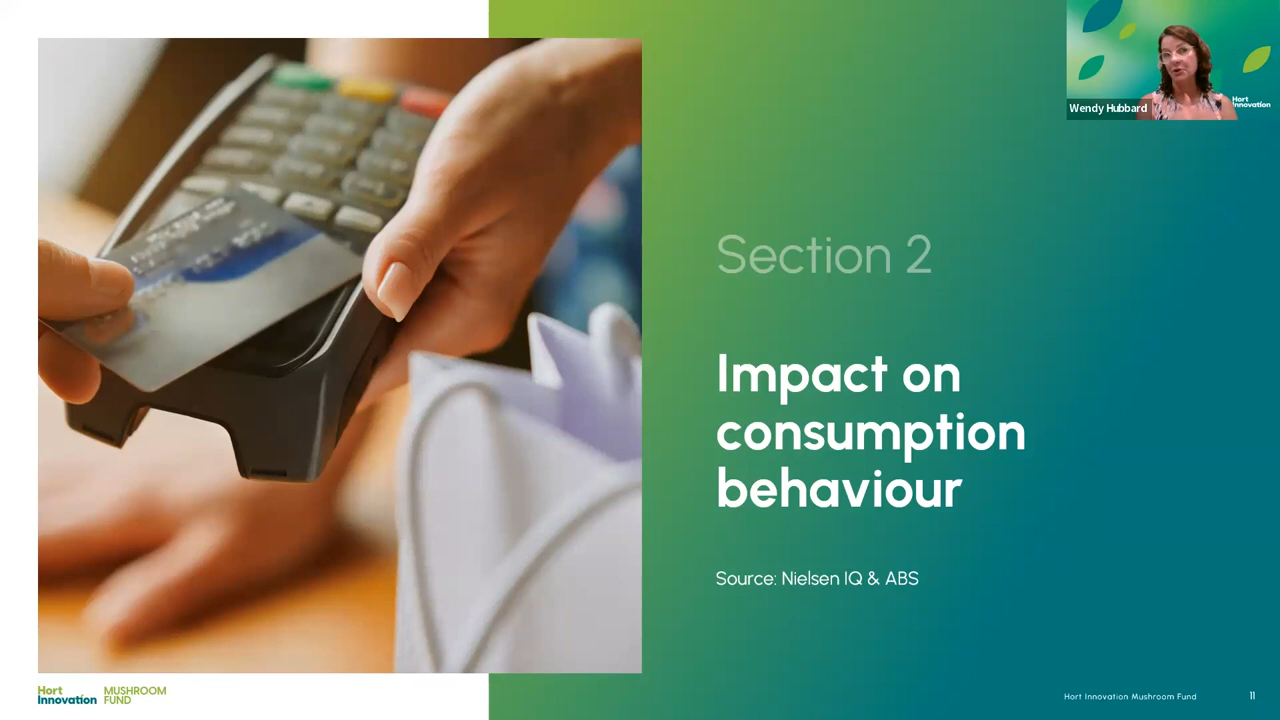 Wendy Hubbard
Hort
Innovation
Section 2
Impact on
consumption
behaviour
Source: Nielsen IQ & ABS
Hort
Innovation
MUSHROOM
FUND
Hort Innovation Mushroom Fund
11